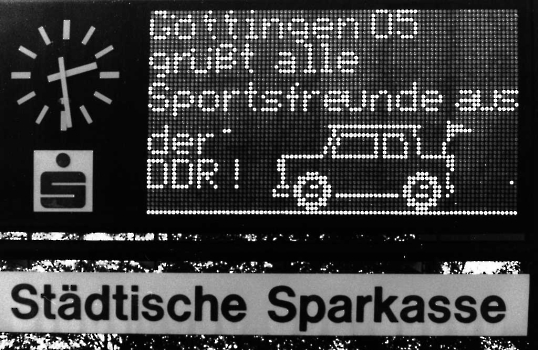 Göttingen 05
grüßt alle
Sportsfreunde aus
der
DDR!
Städtische Sparkasse